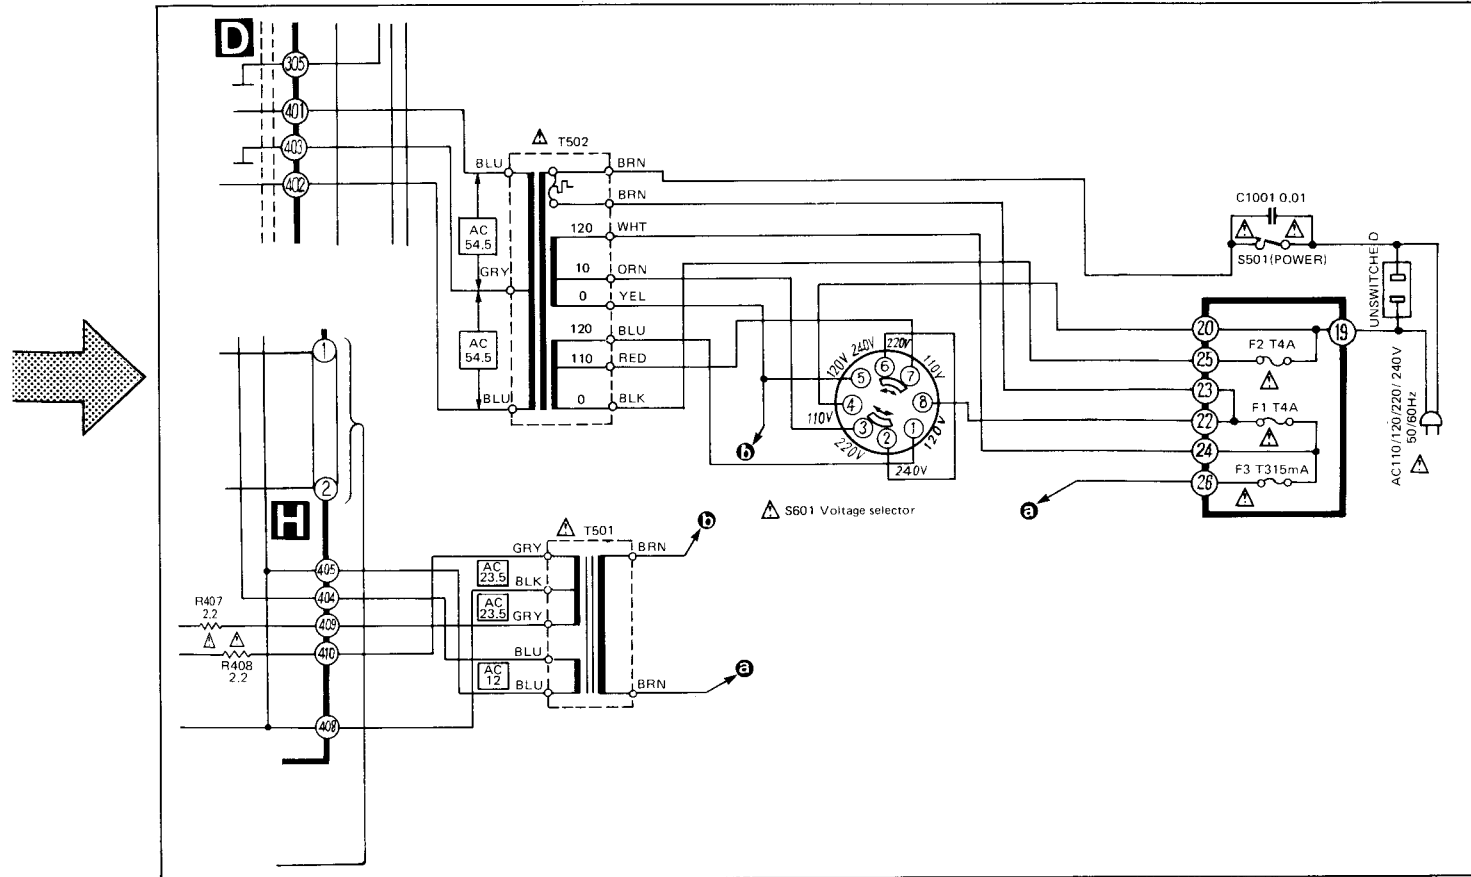 D
305
401
403
402
T502
BLU
BRN
BRN
120 WHT
AC
54.5
GRY
10 ORN
0 YEL
120 BLU
AC
54.5
110 RED
BLU
0 BLK
C1001 0.01
S501(POWER)
UNSWITCHED
20
19
F2 T4A
25
23
F1 T4A
22
24
F3 T315mA
26
AC110/120/220/240V
50/60Hz
120V
240V
220V
110V
6
5
7
4
8
3
2
1
110V
220V
240V
120V
b
a
S601 Voltage selector
1
2
H
T501
b
GRY
BRN
AC
23.5
BLK
AC
23.5
GRY
BLU
AC
12
BLU
BRN
a
405
404
R407
2.2
409
410
R408
2.2
408